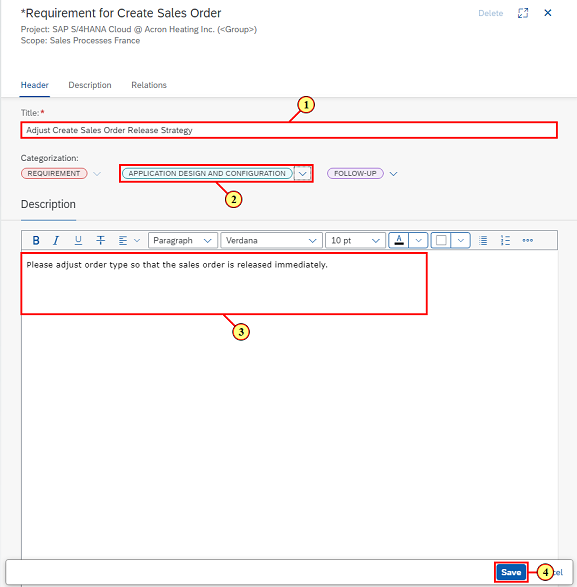 *Requirement for Create Sales Order
Delete
Project: SAP S/4HANA Cloud @ Acron Heating Inc. (<Group>)
Scope: Sales Processes France
Header Description Relations
1
Title:*
Adjust Create Sales Order Release Strategy
Categorization:
REQUIREMENT APPLICATION DESIGN AND CONFIGURATION FOLLOW-UP
2
Description
B I U T Paragraph Verdana 10 pt A
Please adjust order type so that the sales order is released immediately.
3
Save 4 cel